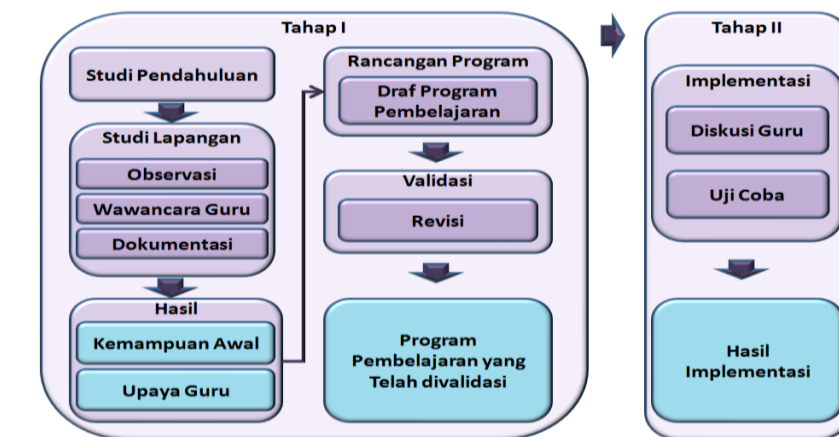 Tahap I
Studi Pendahuluan
Studi Lapangan
Observasi
Wawancara Guru
Dokumentasi
Hasil
Kemampuan Awal
Upaya Guru
Rancangan Program
Draf Program
Pembelajaran
Validasi
Revisi
Program
Pembelajaran yang
Telah divalidasi
Tahap II
Implementasi
Diskusi Guru
Uji Coba
Hasil
Implementasi